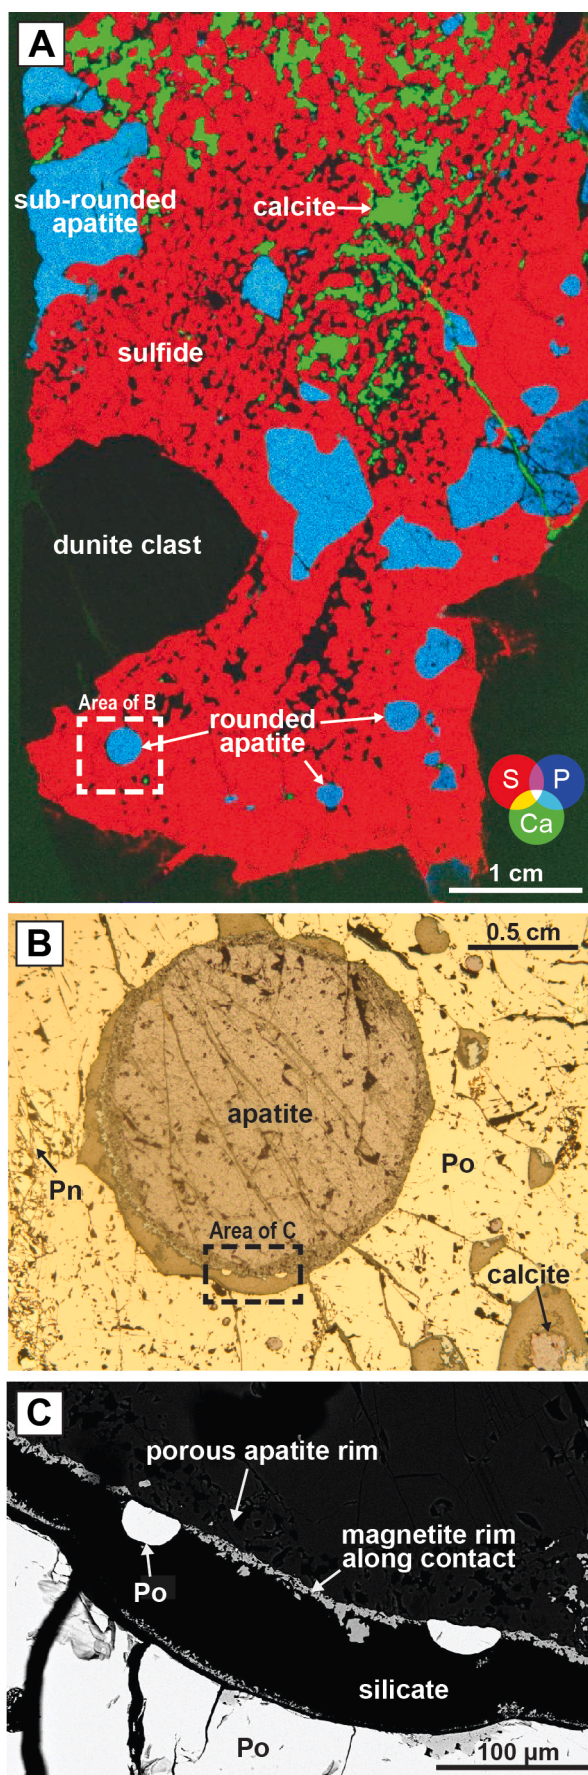 A
sub-rounded
apatite
calcite
sulfide
dunite clast
Area of B
rounded
apatite
S
P
Ca
1 cm
B
0.5 cm
apatite
Po
Pn
Area of C
calcite
C
porous apatite rim
magnetite rim
along contact
Po
silicate
Po
100 µm